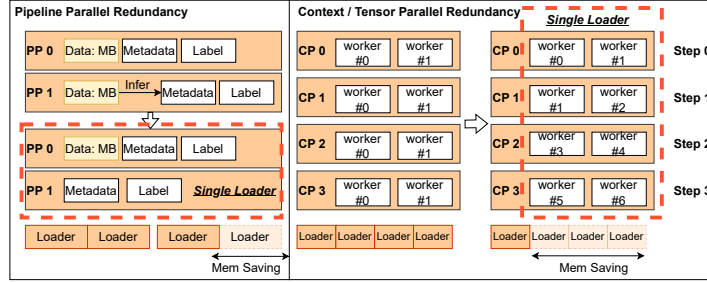 Pipeline Parallel Redundancy
PP 0 Data: MB Metadata Label
PP 1 Data: MB Infer Metadata Label
PP 0 Data: MB Metadata Label
PP 1 Metadata Label Single Loader
Loader Loader Loader Loader
Mem Saving
Context / Tensor Parallel Redundancy
Single Loader
CP 0 worker #0 worker #1
CP 1 worker #0 worker #1
CP 2 worker #0 worker #1
CP 3 worker #0 worker #1
Loader Loader Loader Loader
CP 0 worker #0 worker #1 Step 0
CP 1 worker #1 worker #2 Step 1
CP 2 worker #3 worker #4 Step 2
CP 3 worker #5 worker #6 Step 3
Loader Loader Loader Loader
Mem Saving